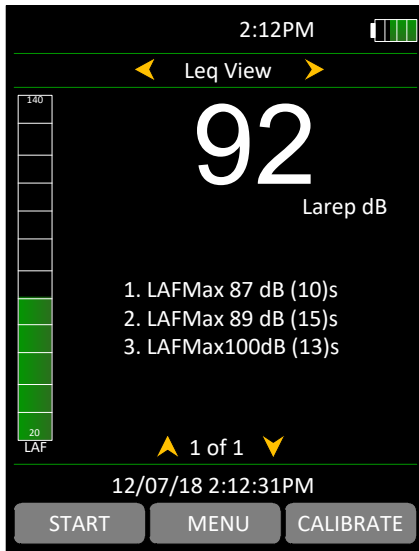 2:12PM
Leq View
140
92
Larep dB
1. LAFMax 87 dB (10)s
2. LAFMax 89 dB (15)s
3. LAFMax100dB (13)s
20
LAF
1 of 1
12/07/18 2:12:31PM
START MENU CALIBRATE